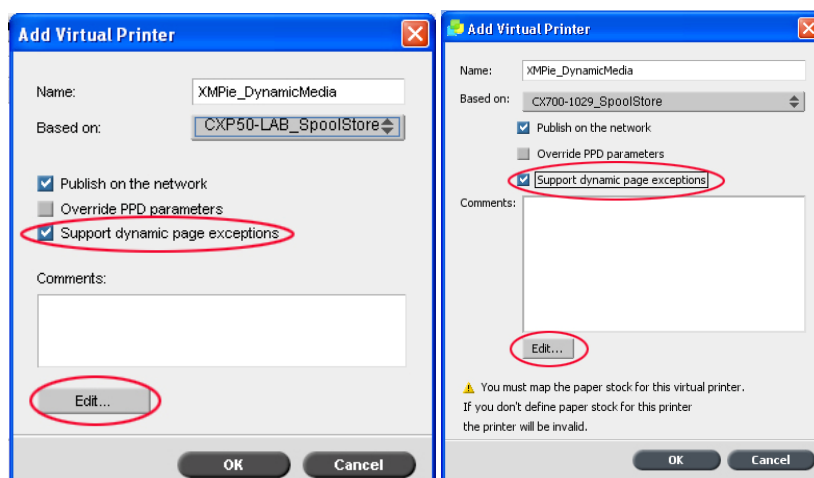 Add Virtual Printer
Name: XMPie_DynamicMedia
Based on: CXP50-LAB_SpoolStore
Publish on the network
Override PPD parameters
Support dynamic page exceptions
Comments:
Edit...
OK Cancel
Add Virtual Printer
Name: XMPie_DynamicMedia
Based on: CX700-1029_SpoolStore
Publish on the network
Override PPD parameters
Support dynamic page exceptions
Comments:
Edit...
You must map the paper stock for this virtual printer.
If you don't define paper stock for this printer
the printer will be invalid.
OK Cancel